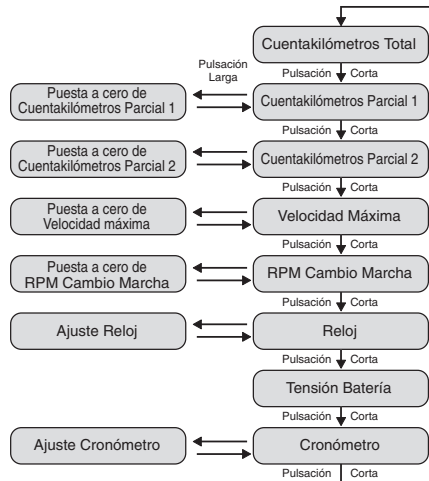 Cuentakilómetros Total
Pulsación Corta
Pulsación
Larga
Puesta a cero de
Cuentakilómetros Parcial 1
Cuentakilómetros Parcial 1
Pulsación Corta
Puesta a cero de
Cuentakilómetros Parcial 2
Cuentakilómetros Parcial 2
Pulsación Corta
Puesta a cero de
Velocidad máxima
Velocidad Máxima
Pulsación Corta
Puesta a cero de
RPM Cambio Marcha
RPM Cambio Marcha
Pulsación Corta
Ajuste Reloj
Reloj
Pulsación Corta
Tensión Batería
Pulsación Corta
Ajuste Cronómetro
Cronómetro
Pulsación Corta